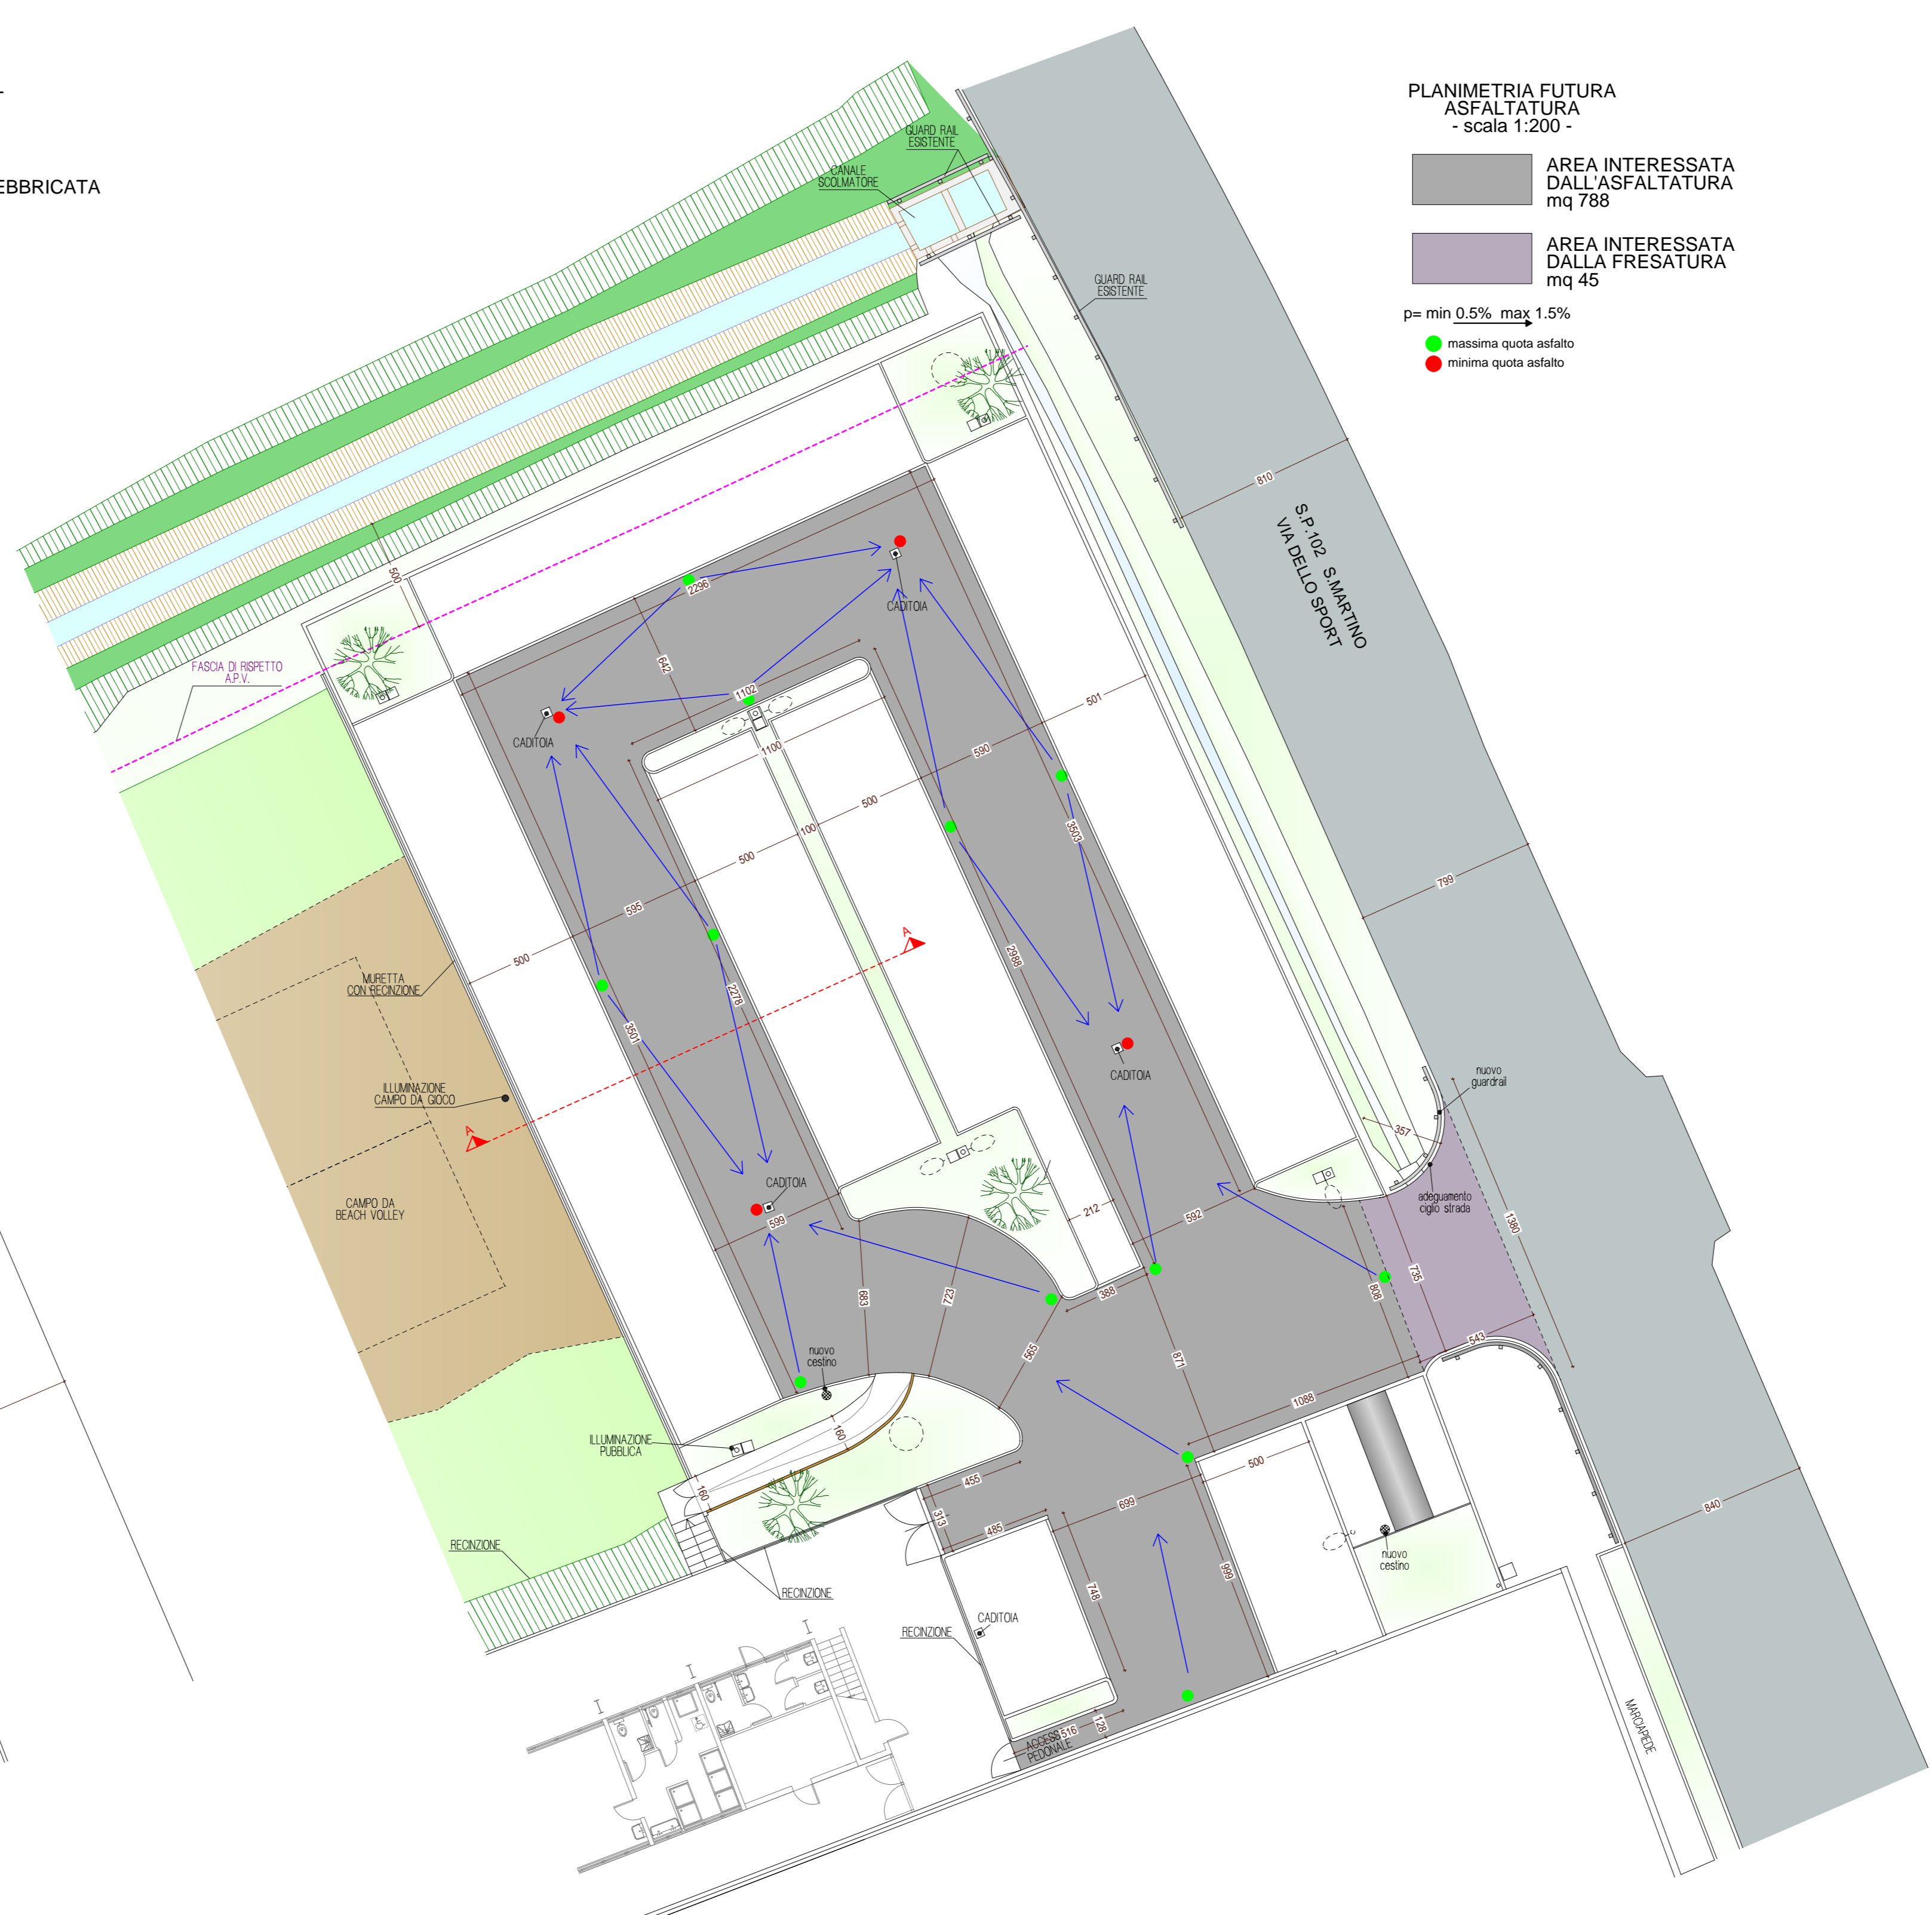 PLANIMETRIA FUTURA
ASFALTATURA
- scala 1:200 -
AREA INTERESSATA
DALL'ASFALTATURA
mq 788
AREA INTERESSATA
DALLA FRESATURA
mq 45
p= min 0.5%  max 1.5%
massima quota asfalto
minima quota asfalto
EBBRICATA
GUARD RAIL
ESISTENTE
CANALE
SCOLMATORE
GUARD RAIL
ESISTENTE
810
S.P.102  S.MARTINO
VIA DELLO SPORT
500
2296
CADITOIA
642
FASCIA DI RISPETTO
A.P.V.
1102
501
CADITOIA
1100
590
500
100
3503
500
799
595
500
2988
MURETTA
CON RECINZIONE
A
2278
3501
CADITOIA
nuovo
guardrail
ILLUMINAZIONE
CAMPO DA GIOCO
A
357
CADITOIA
adeguamento
ciglio strada
CAMPO DA
BEACH VOLLEY
212
592
599
1380
735
808
683
723
388
543
nuovo
cestino
565
871
1088
160
ILLUMINAZIONE
PUBBLICA
500
455
160
699
840
313
485
RECINZIONE
nuovo
cestino
748
999
RECINZIONE
CADITOIA
RECINZIONE
516
128
ACCESSO
PEDONALE
MARCIAPIEDE